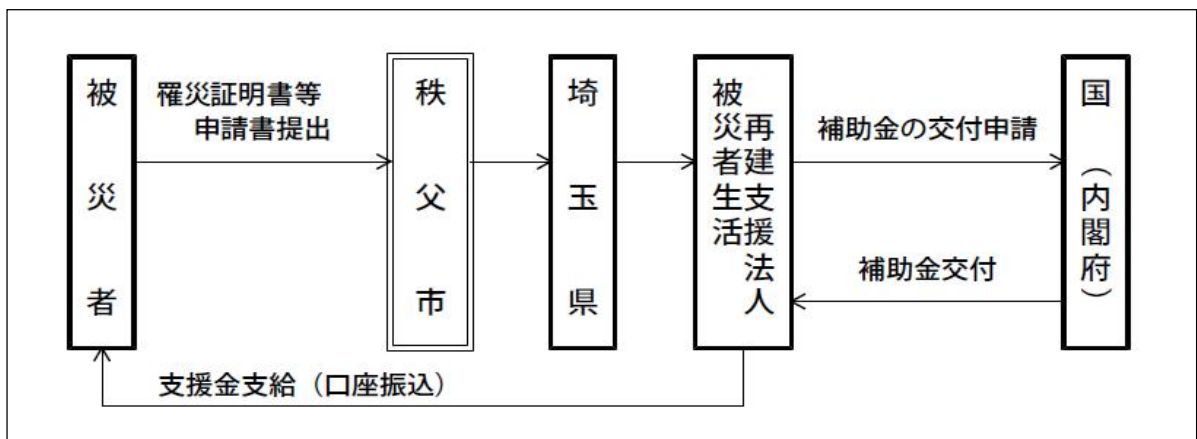 被災者
罹災証明書等
申請書提出
秩父市
埼玉県
被災者生活
再建支援法人
補助金の交付申請
補助金交付
国（内閣府）
支援金支給（口座振込）